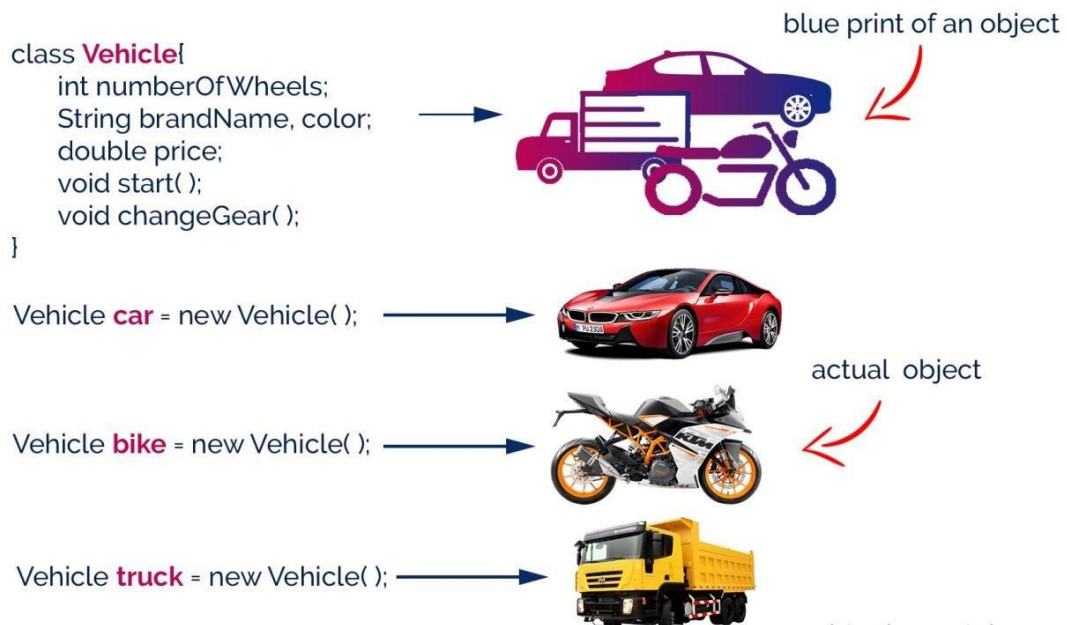 blue print of an object
class Vehicle{
int numberOfWheels;
String brandName, color;
double price;
void start( );
void changeGear( );
}
Vehicle car = new Vehicle( );
actual object
Vehicle bike = new Vehicle( );
KTM
Vehicle truck = new Vehicle( );